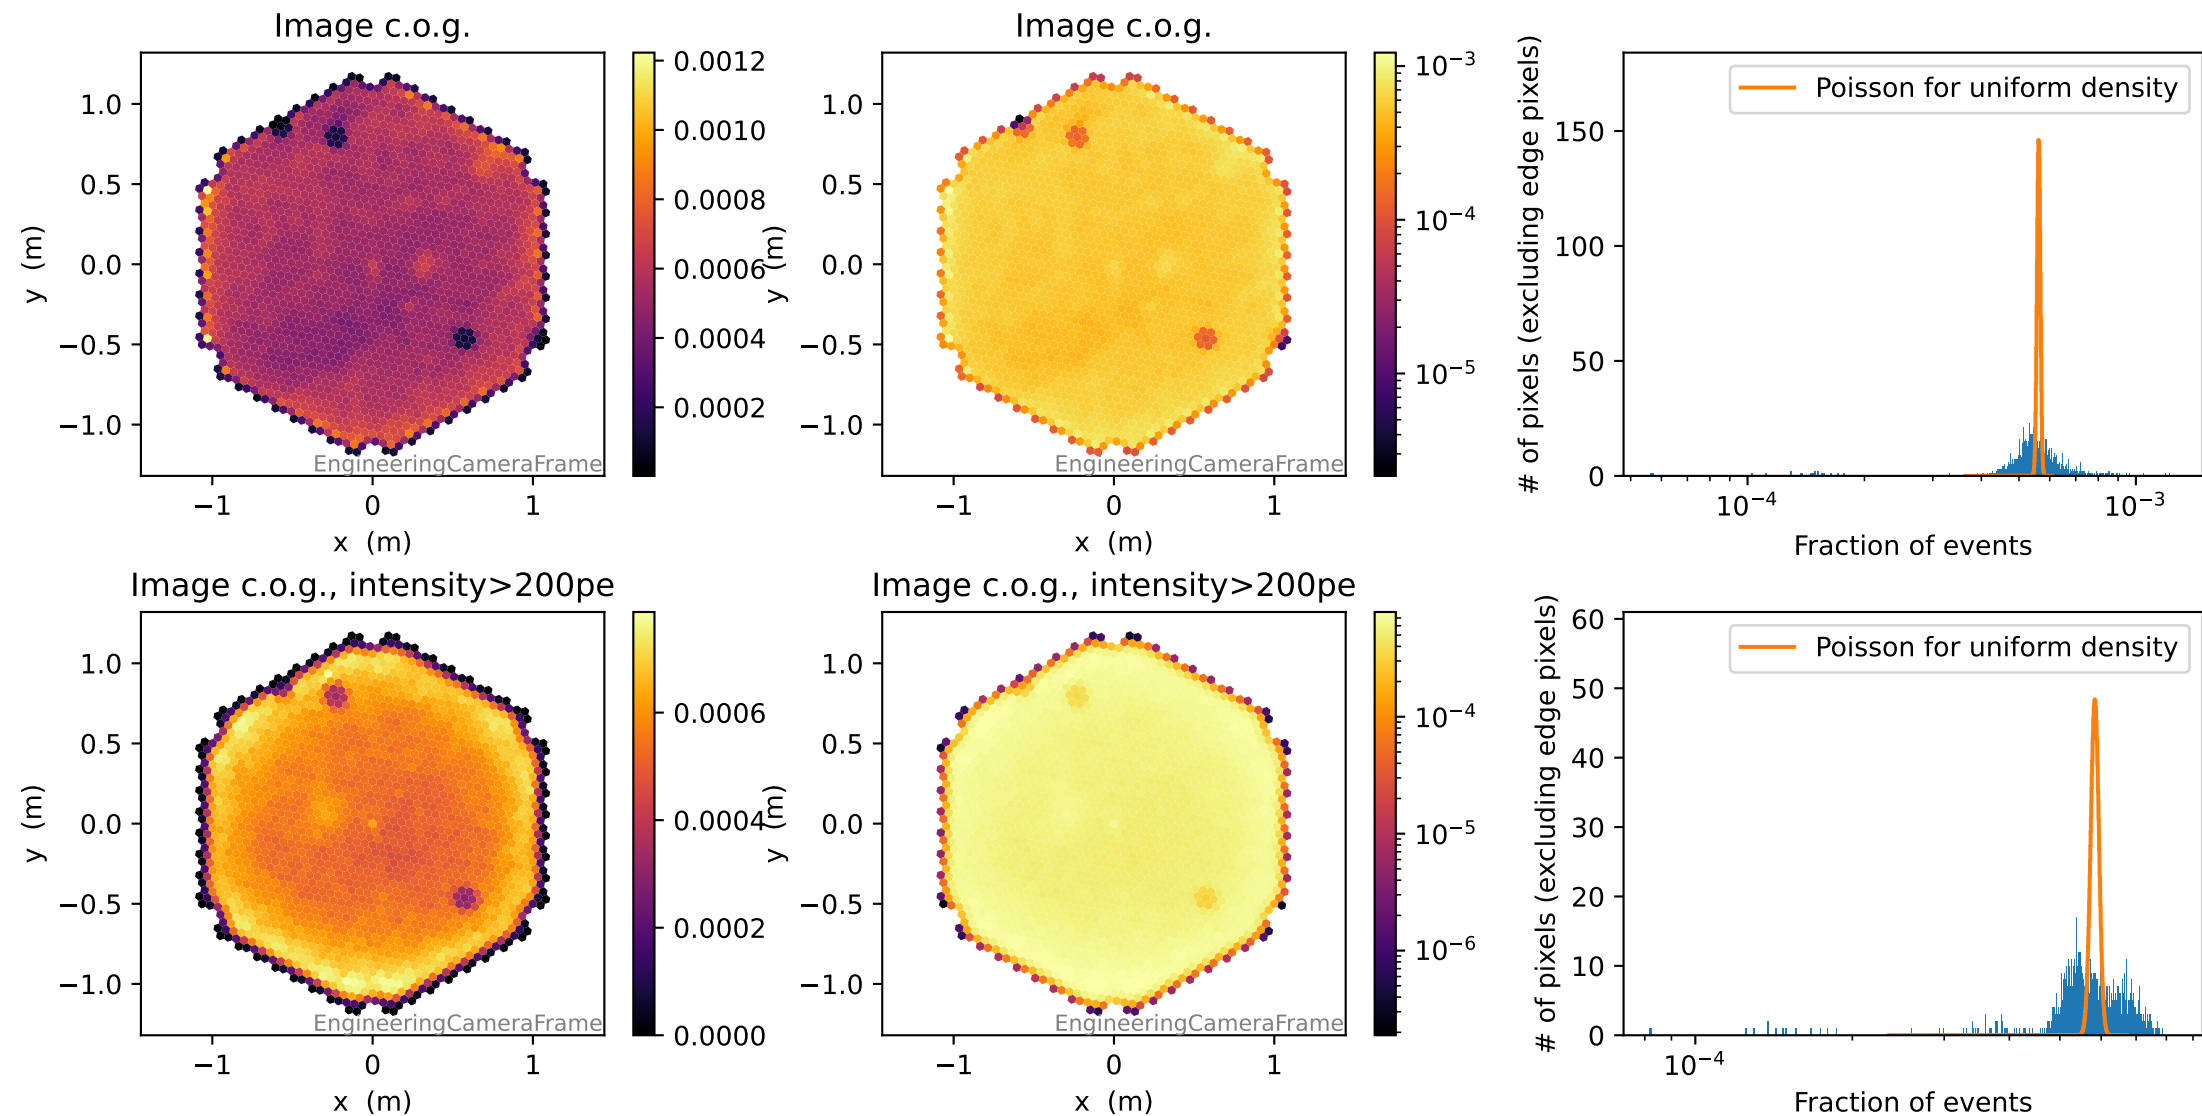 Image c.o.g.
1.0
0.5
0.0
−0.5
−1.0
y (m)
−1
0
1
x (m)
EngineeringCameraFrame
0.0012
0.0010
0.0008
0.0006
0.0004
0.0002
Image c.o.g.
1.0
0.5
0.0
−0.5
−1.0
y (m)
−1
0
1
x (m)
EngineeringCameraFrame
10⁻³
10⁻⁴
10⁻⁵
# of pixels (excluding edge pixels)
150
100
50
0
Poisson for uniform density
10⁻⁴
10⁻³
Fraction of events
Image c.o.g., intensity>200pe
1.0
0.5
0.0
−0.5
−1.0
y (m)
−1
0
1
x (m)
EngineeringCameraFrame
0.0006
0.0004
0.0002
0.0000
Image c.o.g., intensity>200pe
1.0
0.5
0.0
−0.5
−1.0
y (m)
−1
0
1
x (m)
EngineeringCameraFrame
10⁻⁴
10⁻⁵
10⁻⁶
# of pixels (excluding edge pixels)
60
50
40
30
20
10
0
Poisson for uniform density
10⁻⁴
Fraction of events